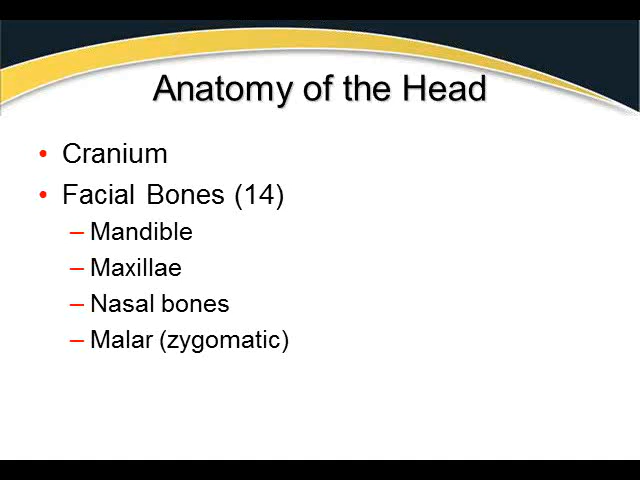 Anatomy of the Head
• Cranium
• Facial Bones (14)
– Mandible
– Maxillae
– Nasal bones
– Malar (zygomatic)